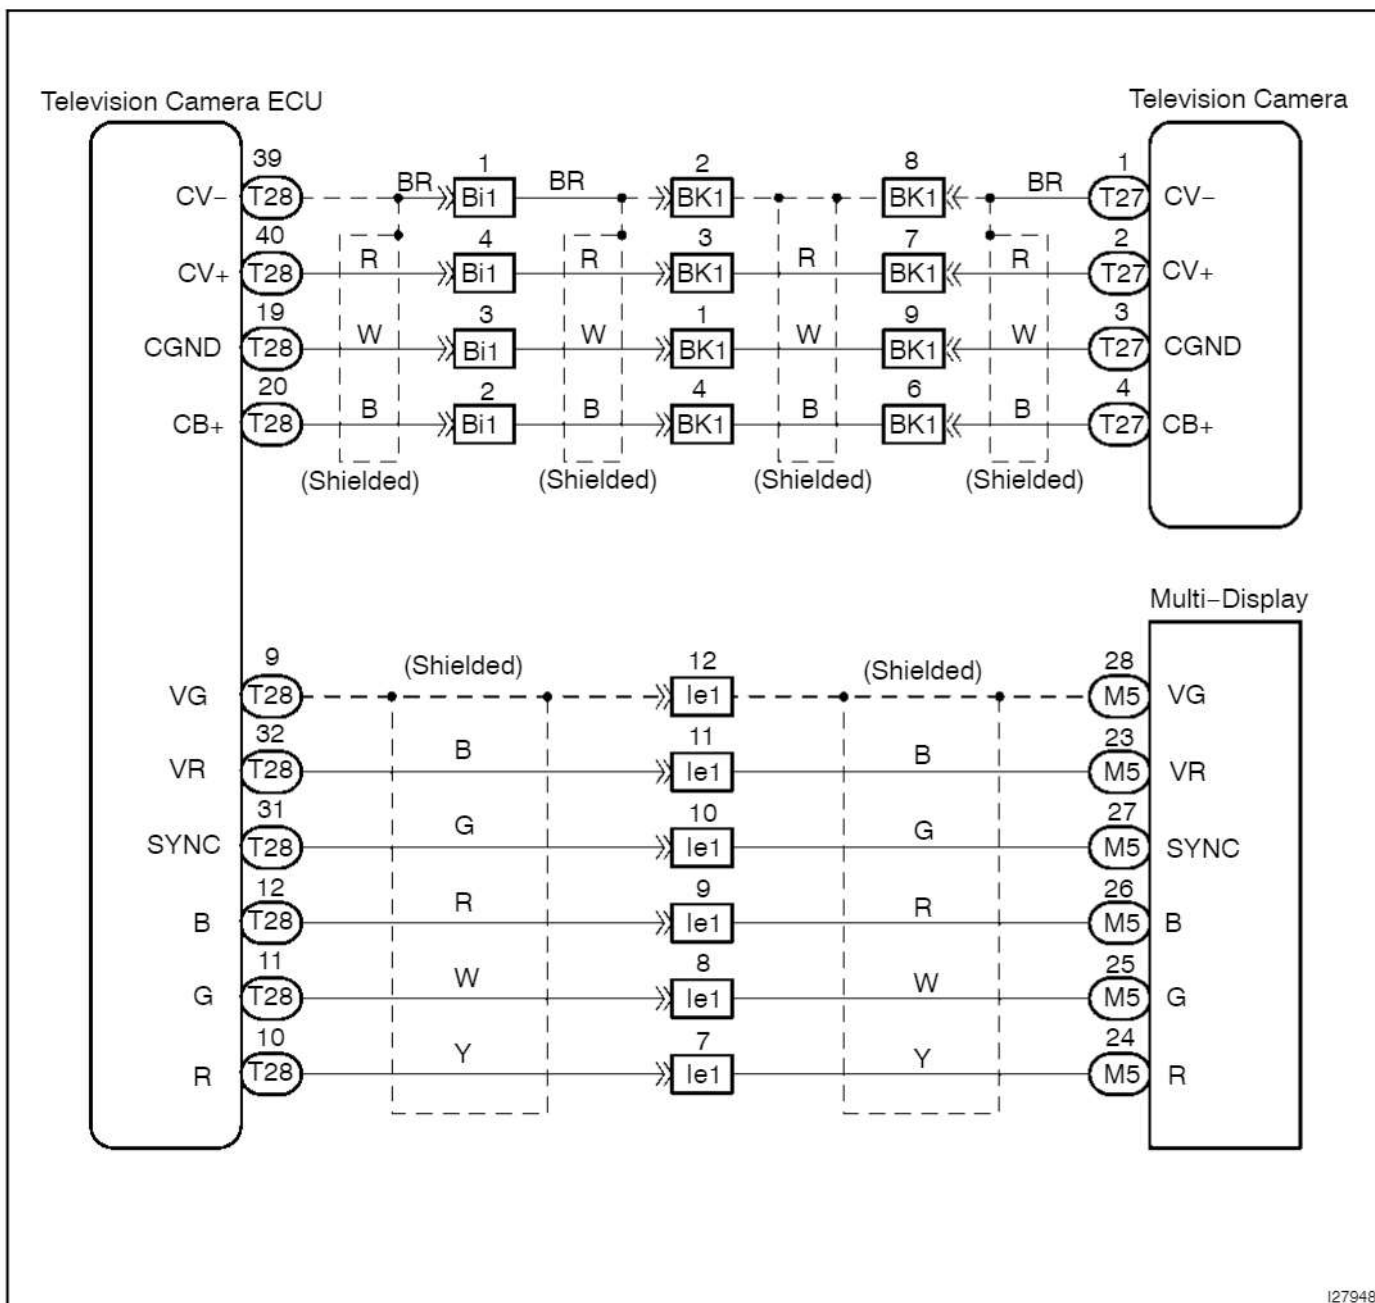 Television Camera ECU Television Camera
39 1 2 8 1
CV− T28 BR Bi1 BR BK1 BK1 BR T27 CV−
40 4 3 7 2
CV+ T28 R Bi1 R BK1 R BK1 R T27 CV+
19 3 1 9 3
CGND T28 W Bi1 W BK1 W BK1 W T27 CGND
20 2 4 6 4
CB+ T28 B Bi1 B BK1 B BK1 B T27 CB+
(Shielded) (Shielded) (Shielded) (Shielded)
Multi−Display
9 (Shielded) 12 (Shielded) 28
VG T28 Ie1 M5 VG
32 11 23
VR T28 B Ie1 B M5 VR
31 10 27
SYNC T28 G Ie1 G M5 SYNC
12 9 26
B T28 R Ie1 R M5 B
11 8 25
G T28 W Ie1 W M5 G
10 7 24
R T28 Y Ie1 Y M5 R
I27948